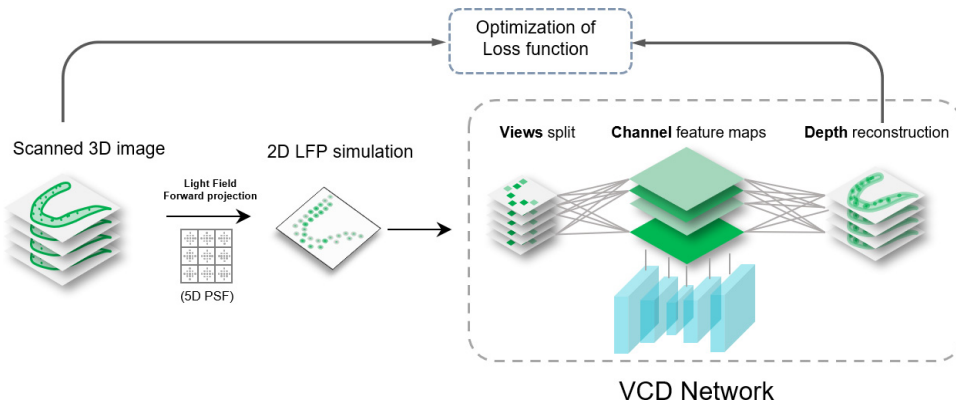 Optimization of
Loss function
Views split
Channel feature maps
Depth reconstruction
Scanned 3D image
2D LFP simulation
Light Field
Forward projection
(5D PSF)
VCD Network